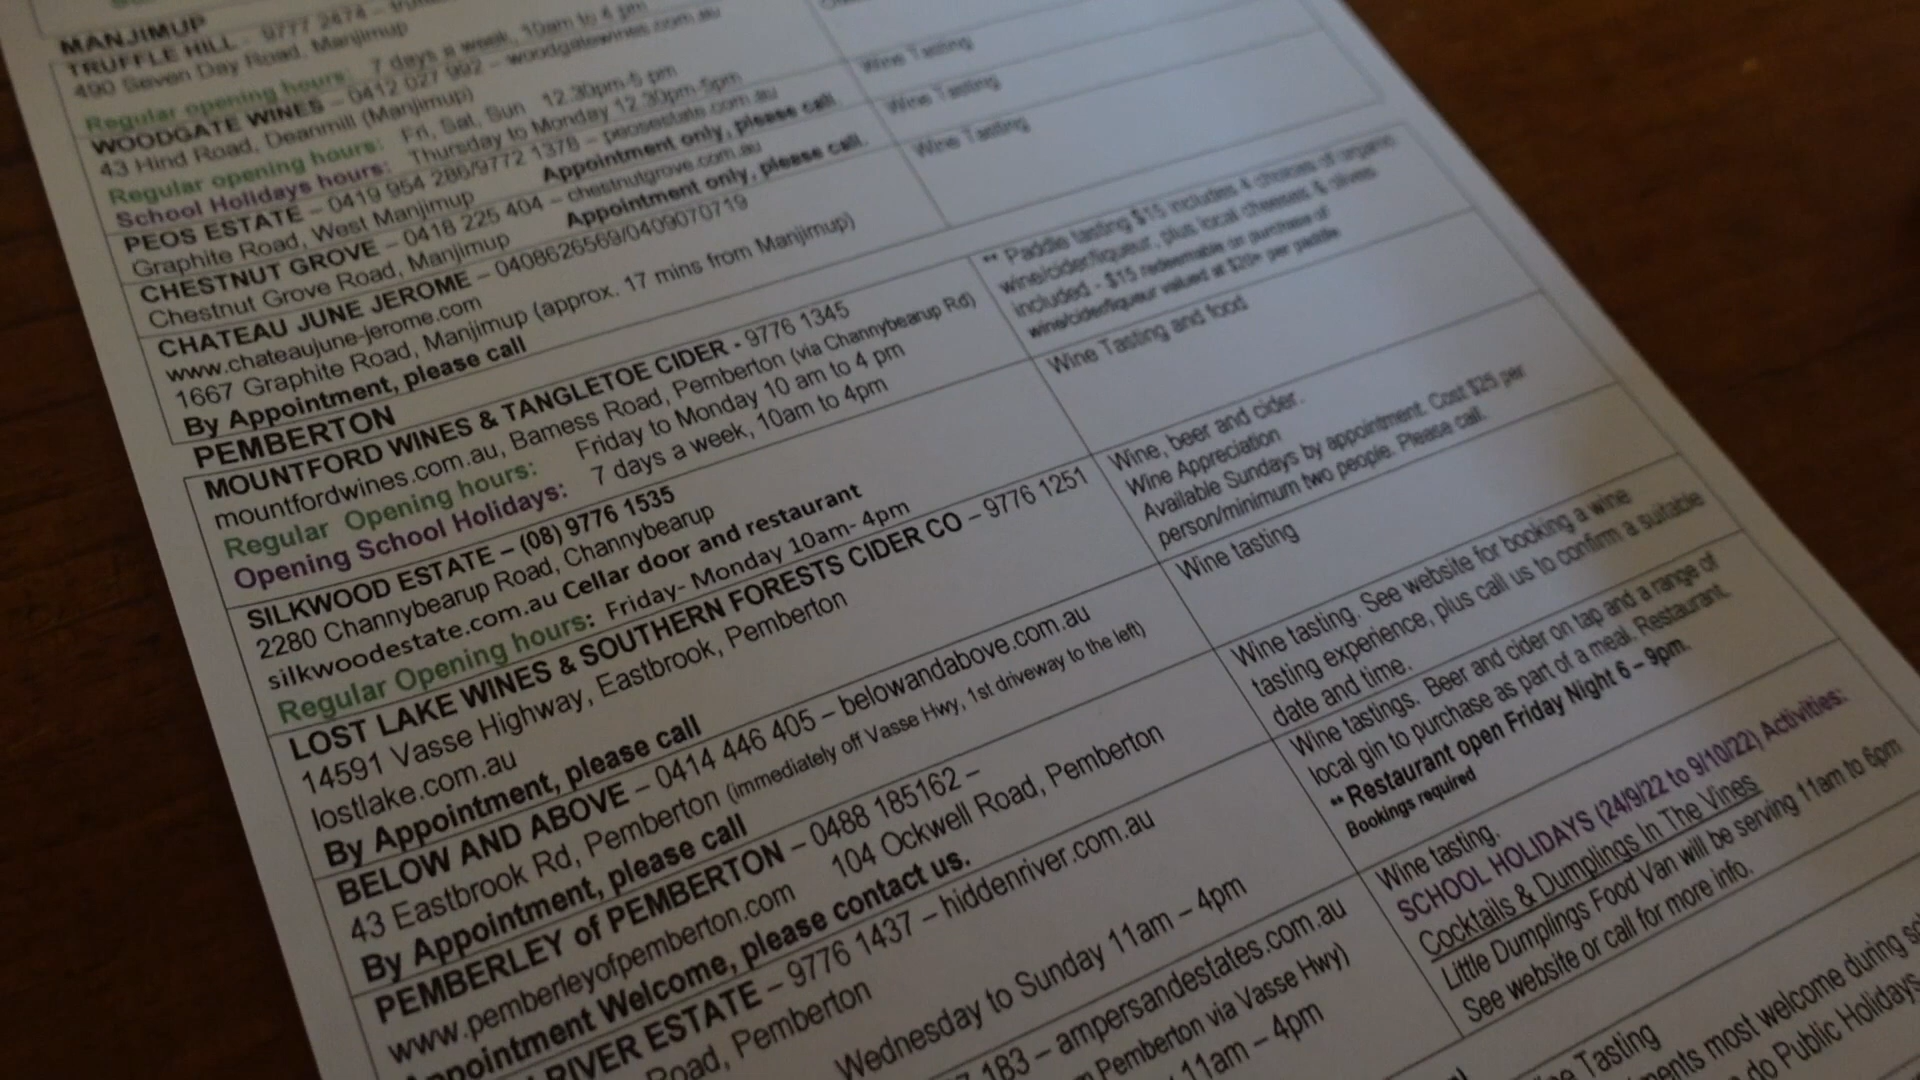 MANJIMUP
TRUFFLE HILL - 9777 2474 –
490 Seven Day Road, Manjimup
Regular opening hours: 7 days a week, 10am to 4 pm
WOODGATE WINES – 0412 027 992 – woodgatewines.com.au
43 Hind Road, Deanmill (Manjimup)
Regular opening hours: Fri, Sat, Sun 12.30pm-5 pm
School Holidays hours: Thursday to Monday 12.30pm-5pm
PEOS ESTATE – 0419 954 286/9772 1378 – peosestate.com.au
Graphite Road, West Manjimup Appointment only, please call.
CHESTNUT GROVE – 0418 225 404 – chestnutgrove.com.au
Chestnut Grove Road, Manjimup Appointment only, please call.
CHATEAU JUNE JEROME – 0408626569/0409070719
www.chateaujune-jerome.com
1667 Graphite Road, Manjimup (approx. 17 mins from Manjimup)
By Appointment, please call
Wine Tasting
Wine Tasting
Wine Tasting
PEMBERTON
MOUNTFORD WINES & TANGLETOE CIDER - 9776 1345
mountfordwines.com.au, Bamess Road, Pemberton (via Channybearup Rd)
Regular Opening hours: Friday to Monday 10 am to 4 pm
Opening School Holidays: 7 days a week, 10am to 4pm
** Paddle tasting $15 includes 4 choices of organic
wine/cider/liqueur, plus local cheeses & olives
included - $15 redeemable on purchase of
wine/cider/liqueur valued at $20+ per paddle
SILKWOOD ESTATE – (08) 9776 1535
2280 Channybearup Road, Channybearup
silkwoodestate.com.au Cellar door and restaurant
Regular Opening hours: Friday- Monday 10am- 4pm
Wine Tasting and food
LOST LAKE WINES & SOUTHERN FORESTS CIDER CO – 9776 1251
14591 Vasse Highway, Eastbrook, Pemberton
lostlake.com.au
By Appointment, please call
Wine, beer and cider.
Wine Appreciation
Available Sundays by appointment. Cost $25 per
person/minimum two people. Please call.
BELOW AND ABOVE – 0414 446 405 – belowandabove.com.au
43 Eastbrook Rd, Pemberton (immediately off Vasse Hwy, 1st driveway to the left)
By Appointment, please call
Wine tasting
PEMBERLEY of PEMBERTON – 0488 185162 –
www.pemberleyofpemberton.com 104 Ockwell Road, Pemberton
Appointment Welcome, please contact us.
Wine tasting. See website for booking a wine
tasting experience, plus call us to confirm a suitable
date and time.
RIVER ESTATE – 9776 1437 – hiddenriver.com.au
Road, Pemberton
Wednesday to Sunday 11am – 4pm
Wine tastings. Beer and cider on tap and a range of
local gin to purchase as part of a meal. Restaurant.
** Restaurant open Friday Night 6 – 9pm.
Bookings required
183 – ampersandestates.com.au
Pemberton via Vasse Hwy)
11am – 4pm
Wine tasting.
SCHOOL HOLIDAYS (24/9/22 to 9/10/22) Activities:
Cocktails & Dumplings In The Vines
Little Dumplings Food Van will be serving 11am to 6pm
See website or call for more info.
Tasting
most welcome during
do Public Holidays